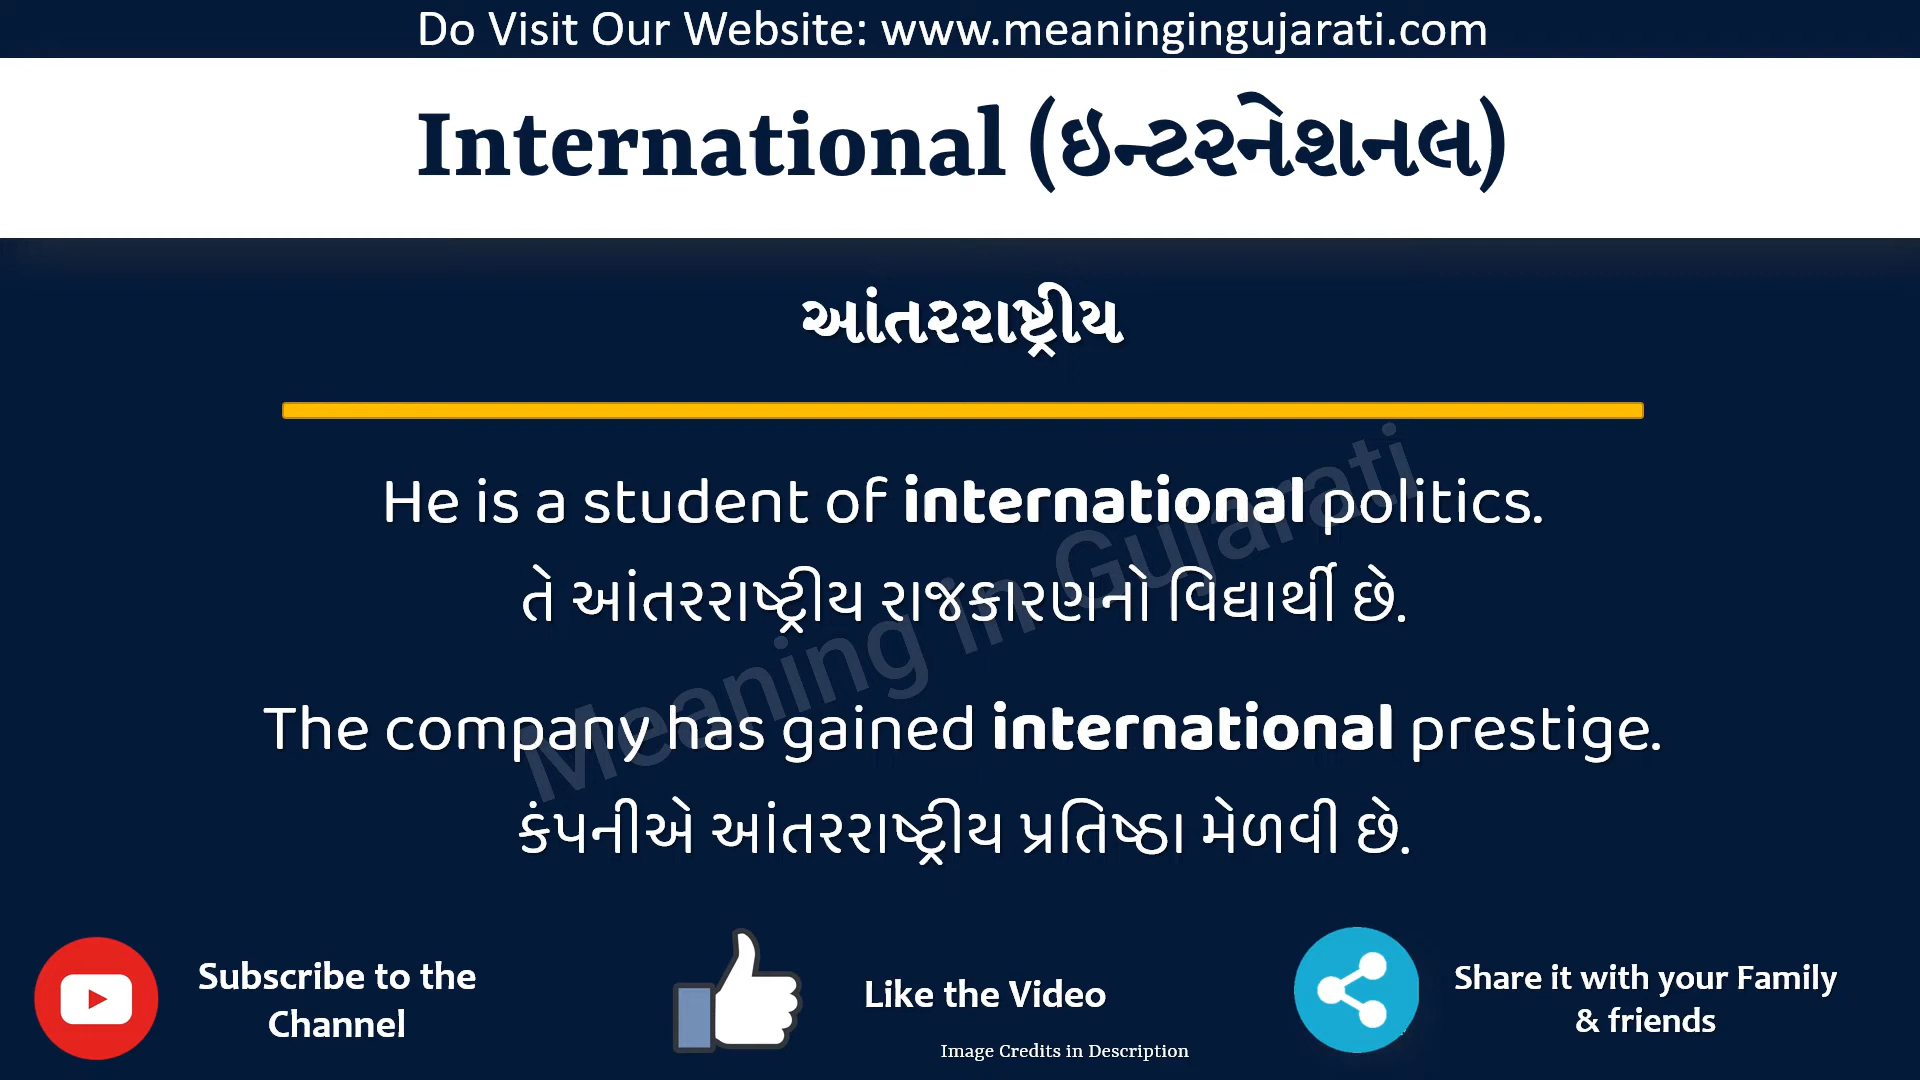 Do Visit Our Website: www.meaningingujarati.com
International (ઇન્ટરનેશનલ)
આંતરરાષ્ટ્રીય
He is a student of international politics.
તે આંતરરાષ્ટ્રીય રાજકારણનો વિદ્યાર્થી છે.
The company has gained international prestige.
કંપનીએ આંતરરાષ્ટ્રીય પ્રતિષ્ઠા મેળવી છે.
Meaning in Gujarati
Subscribe to the
Channel
Like the Video
Share it with your Family
& friends
Image Credits in Description